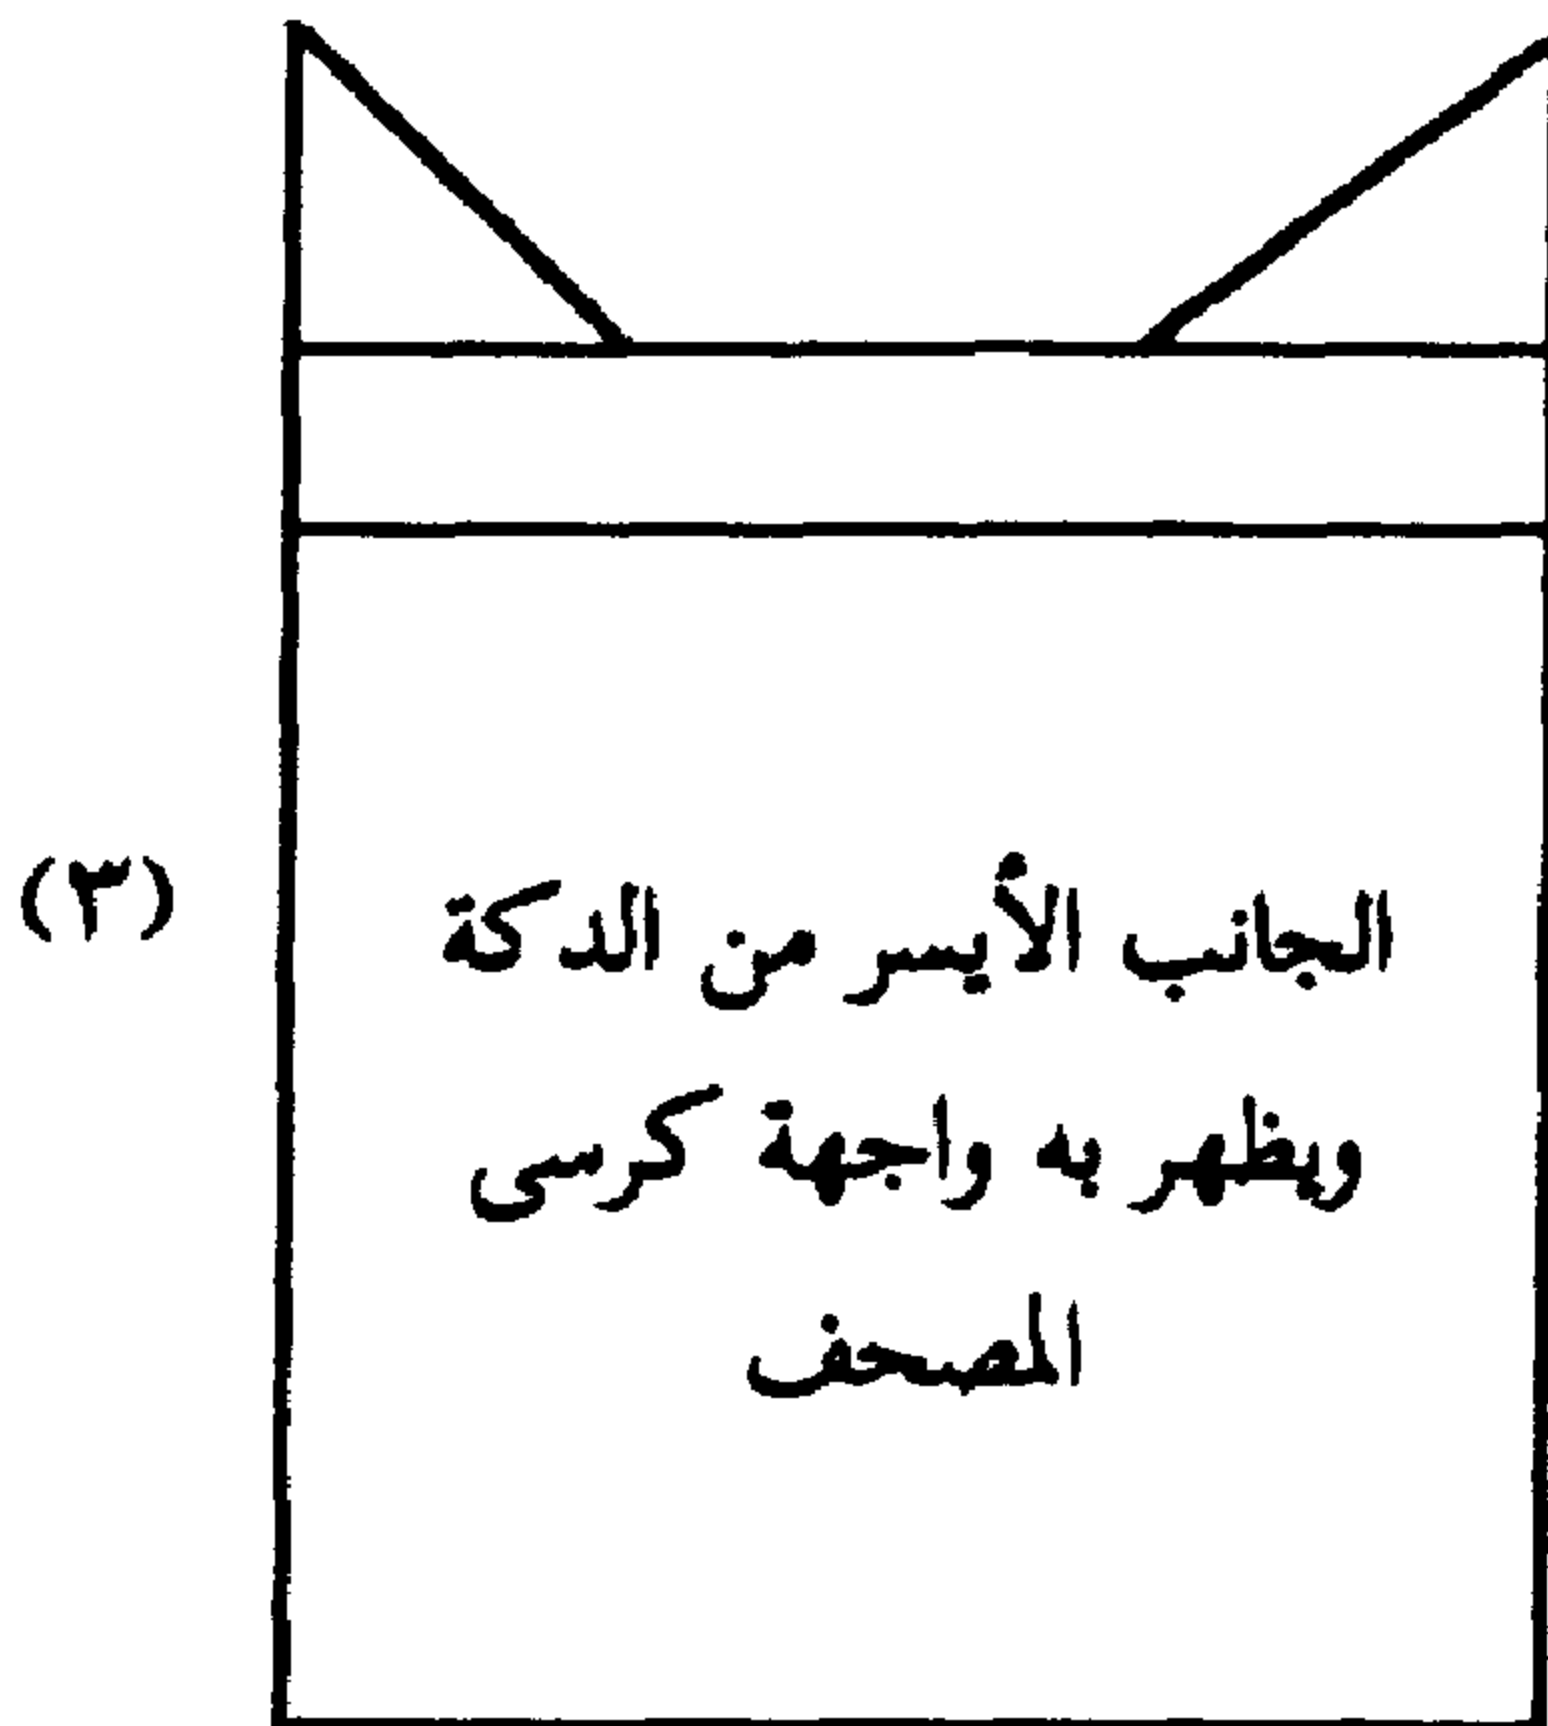 (٣)
الجانب الأيسر من الدكة
ويظهر به واجهة كرسى
المصحف